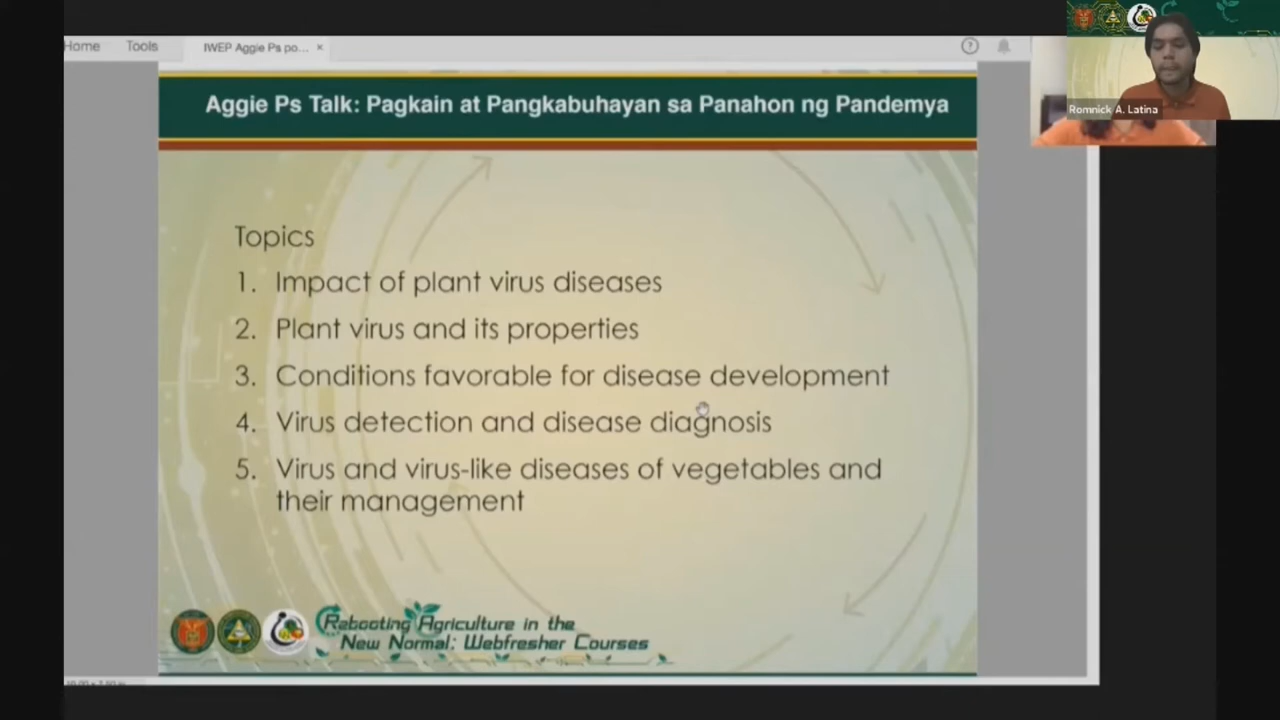 Home Tools IWEP Aggie Ps po... ×
Romnick A. Latina
Aggie Ps Talk: Pagkain at Pangkabuhayan sa Panahon ng Pandemya
Topics
1. Impact of plant virus diseases
2. Plant virus and its properties
3. Conditions favorable for disease development
4. Virus detection and disease diagnosis
5. Virus and virus-like diseases of vegetables and
their management
Rebooting Agriculture in the
New Normal: Webfresher Courses